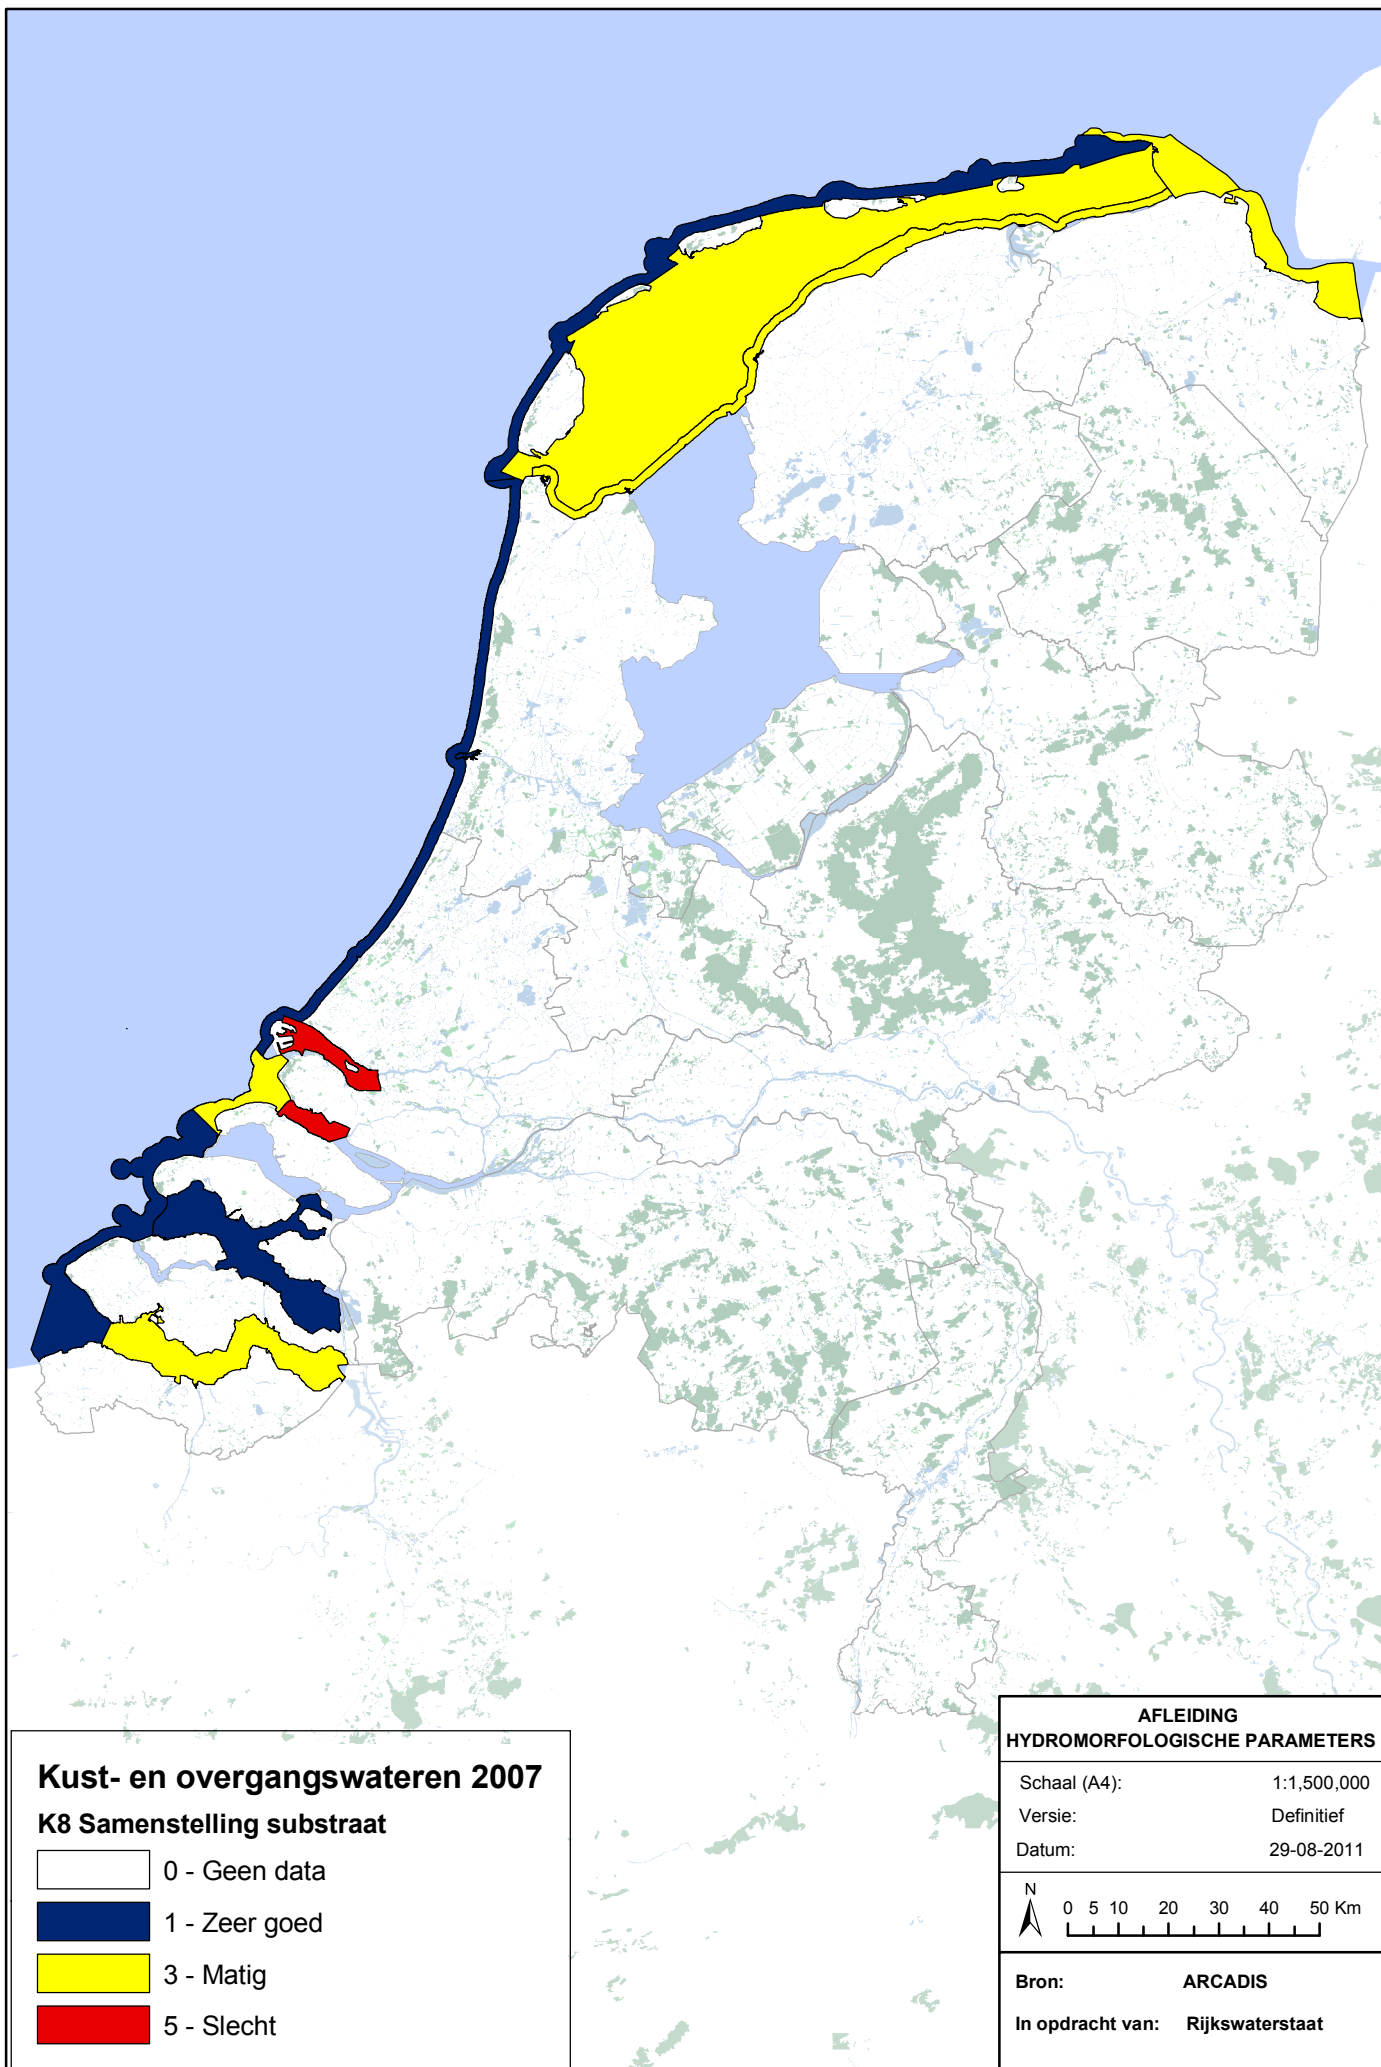 Kust- en overgangswateren 2007
K8 Samenstelling substraat
0 - Geen data
1 - Zeer goed
3 - Matig
5 - Slecht
AFLEIDING
HYDROMORFOLOGISCHE PARAMETERS
Schaal (A4): 1:1,500,000
Versie: Definitief
Datum: 29-08-2011
N
0 5 10 20 30 40 50 Km
Bron: ARCADIS
In opdracht van: Rijkswaterstaat